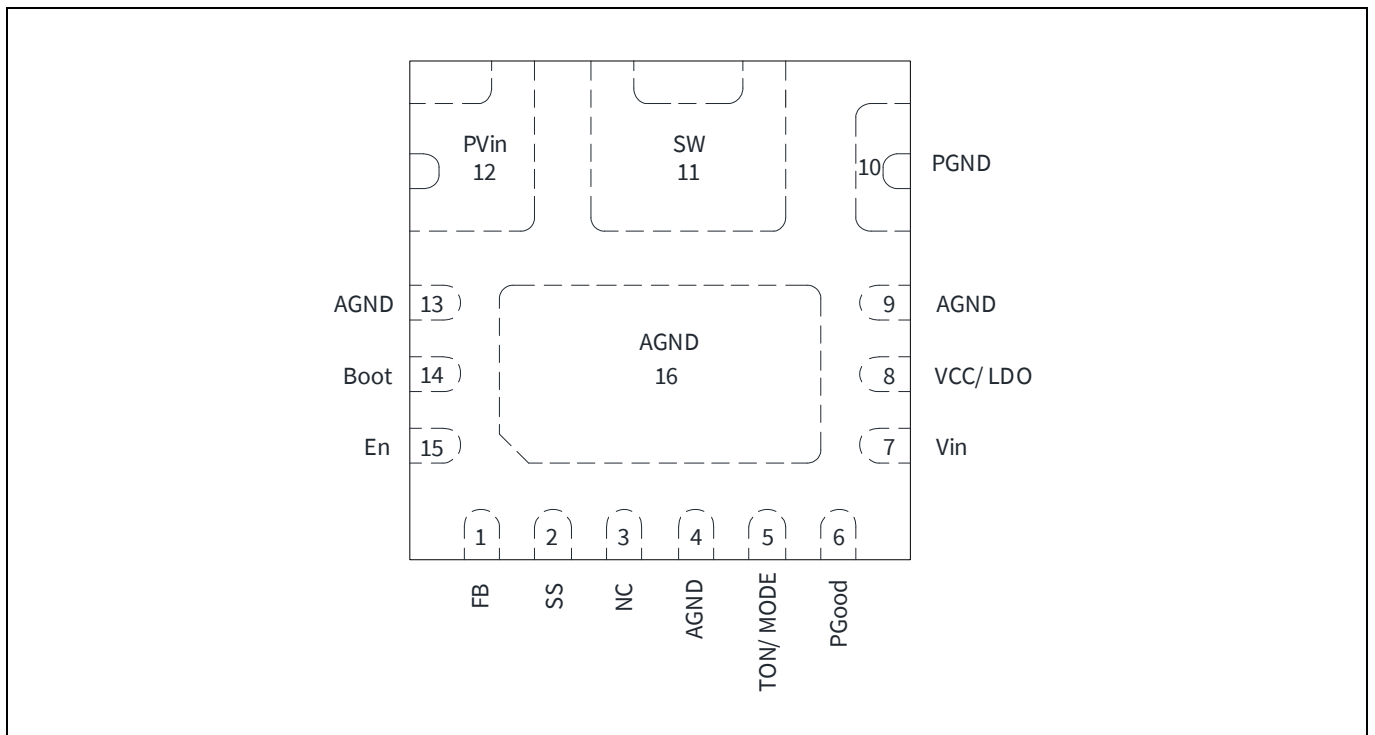 PVin
12
SW
11
10
PGND
AGND
13
9
AGND
AGND
16
Boot
14
8
VCC/ LDO
En
15
7
Vin
1
2
3
4
5
6
FB
SS
NC
AGND
TON/ MODE
PGood